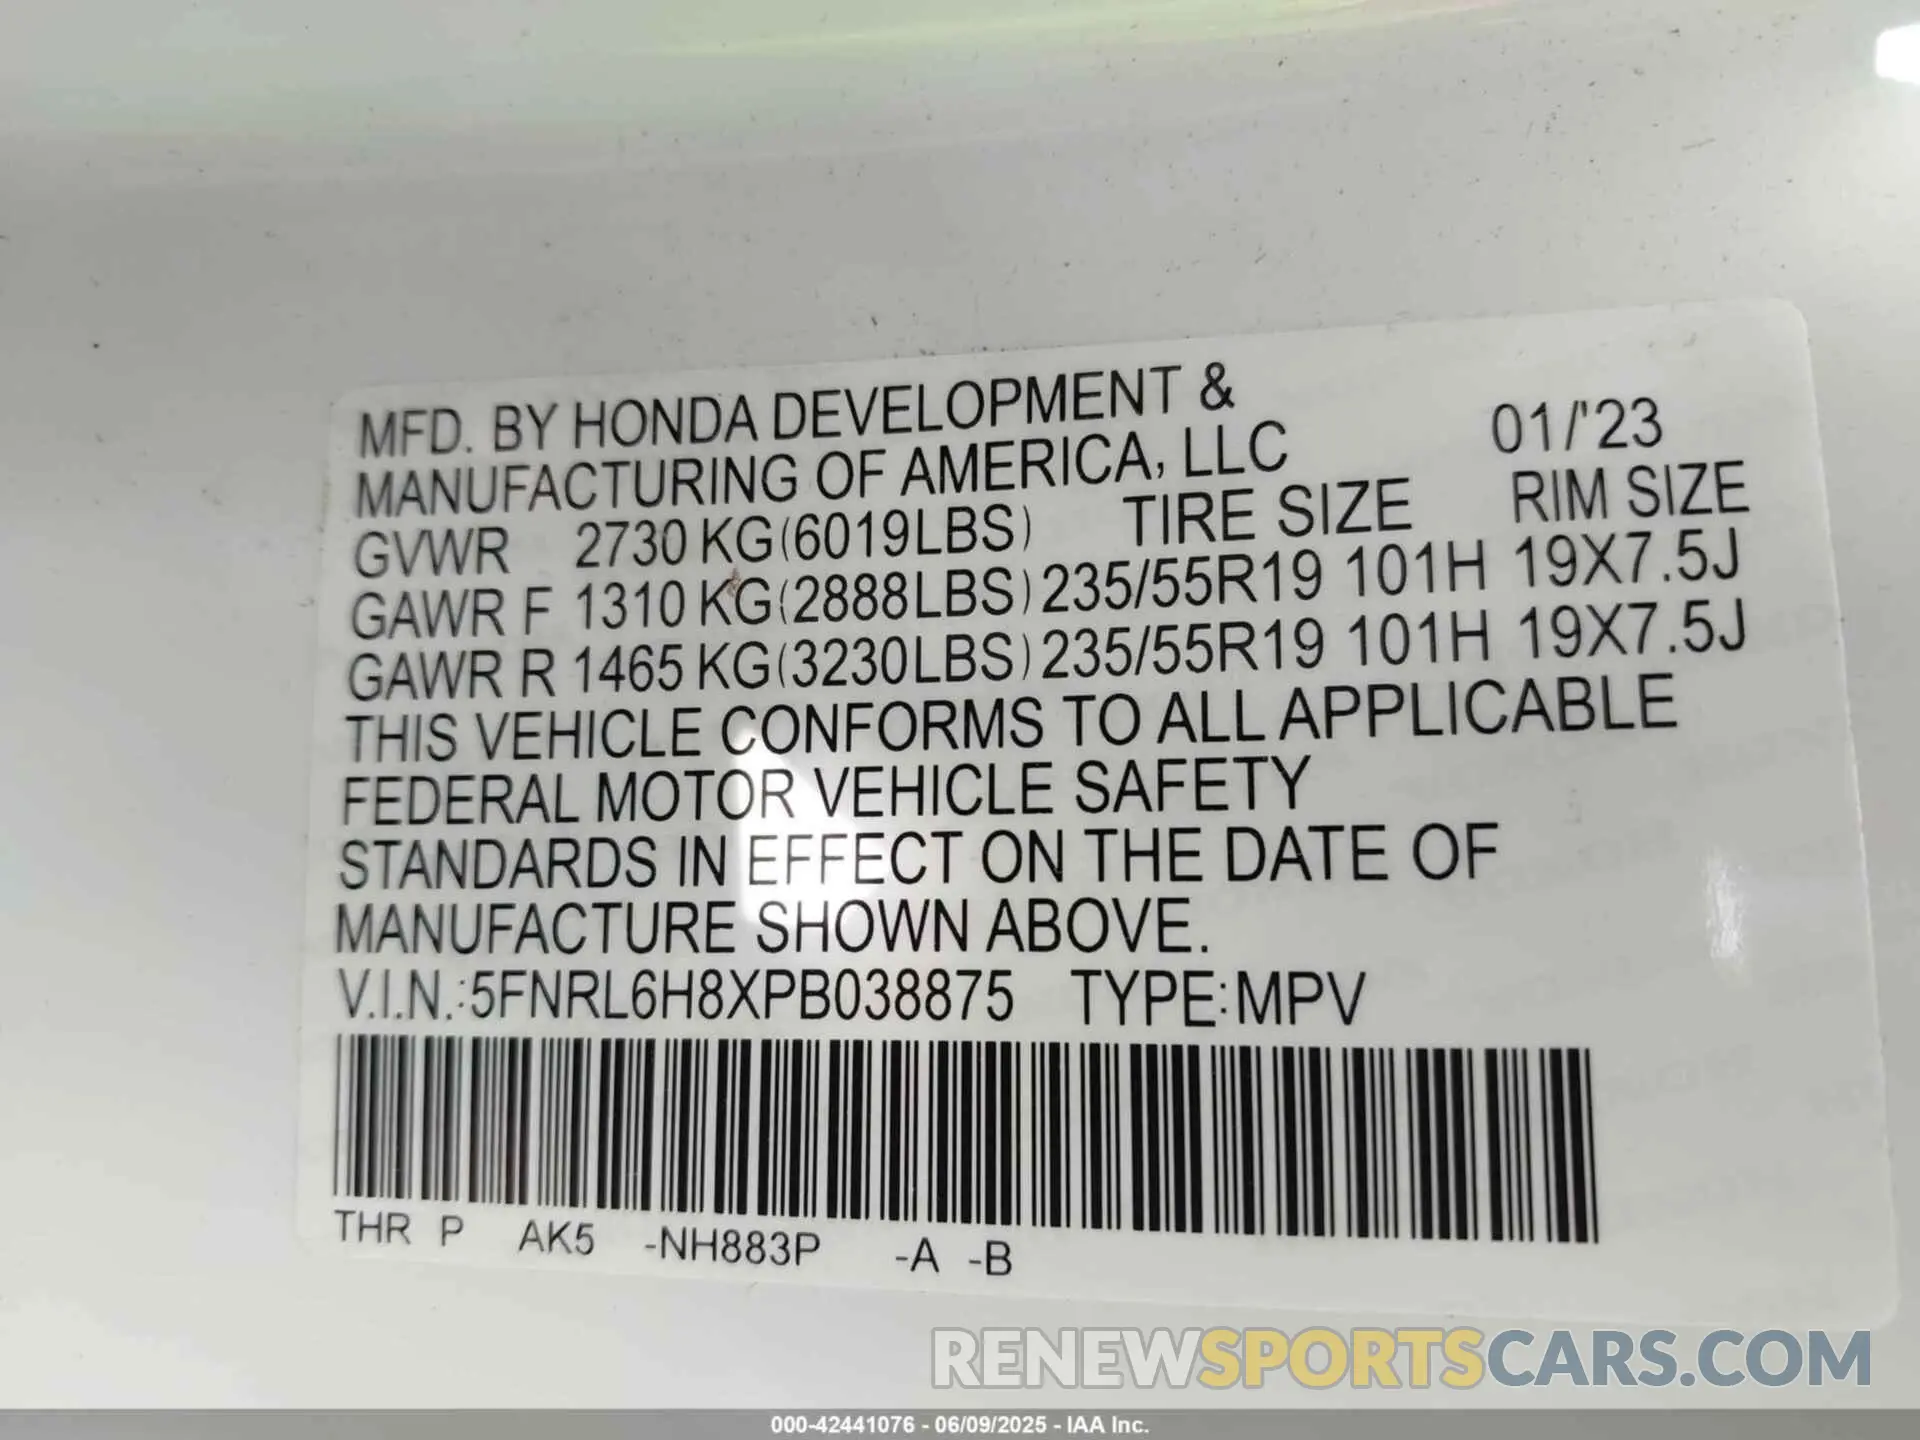 MFD. BY HONDA DEVELOPMENT &
MANUFACTURING OF AMERICA, LLC 01/'23
GVWR 2730 KG(6019LBS) TIRE SIZE RIM SIZE
GAWR F 1310 KG(2888LBS) 235/55R19 101H 19X7.5J
GAWR R 1465 KG(3230LBS) 235/55R19 101H 19X7.5J
THIS VEHICLE CONFORMS TO ALL APPLICABLE
FEDERAL MOTOR VEHICLE SAFETY
STANDARDS IN EFFECT ON THE DATE OF
MANUFACTURE SHOWN ABOVE.
V.I.N.:5FNRL6H8XPB038875 TYPE:MPV
THR P AK5 -NH883P -A -B
RENEWSPORTSCARS.COM
000-42441076 - 06/09/2025 - IAA Inc.